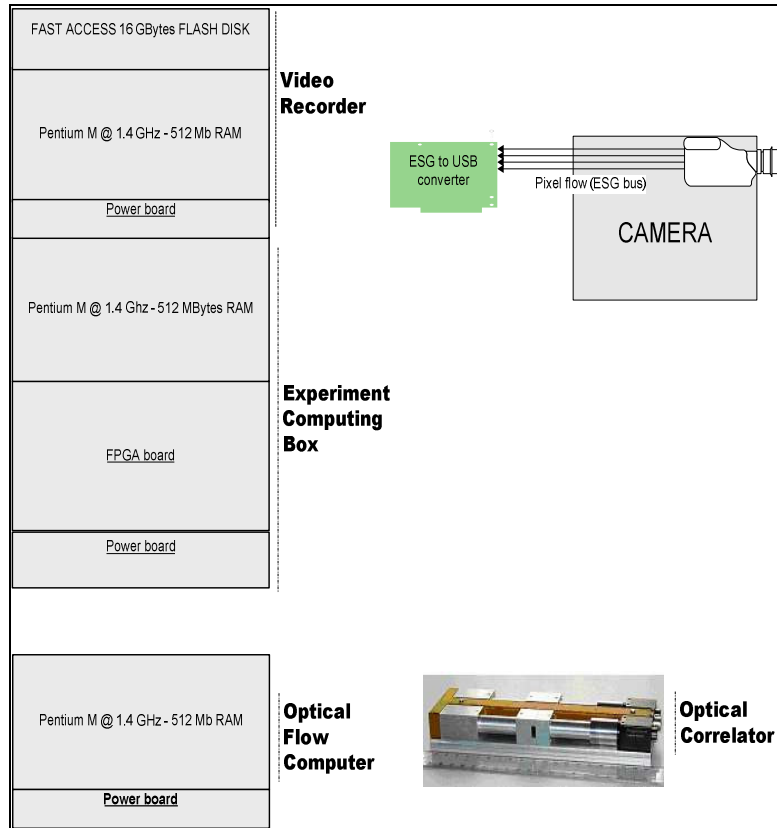 FAST ACCESS 16 GBytes FLASH DISK
Pentium M @ 1.4 GHz - 512 Mb RAM
Power board
Video
Recorder
Pentium M @ 1.4 Ghz - 512 MBytes RAM
FPGA board
Power board
Experiment
Computing
Box
ESG to USB
converter
Pixel flow (ESG bus)
CAMERA
Pentium M @ 1.4 GHz - 512 Mb RAM
Power board
Optical
Flow
Computer
Optical
Correlator